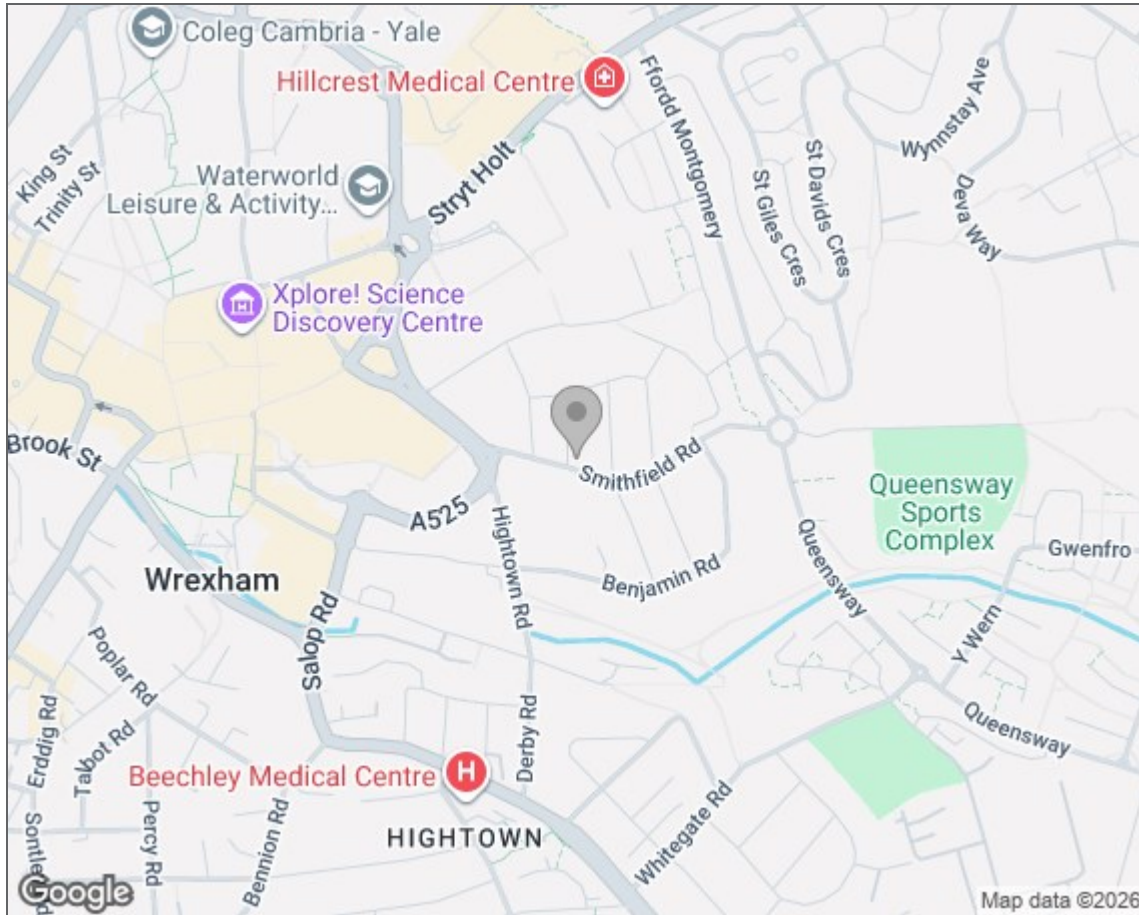 Coleg Cambria - Yale
Hillcrest Medical Centre
Ffordd Montgomery
Wynnstay Ave
King St
Trinity St
Waterworld
Leisure & Activity...
Stryt Holt
St Giles Cres
St Davids Cres
Deva Way
Xplore! Science
Discovery Centre
Brook St
Smithfield Rd
A525
Hightown Rd
Queensway
Sports
Complex
Gwenfro
Benjamin Rd
Queensway
Wrexham
Salop Rd
Poplar Rd
Y Wern
Erddig Rd
Talbot Rd
Derby Rd
Queensway
Beechley Medical Centre
H
Percy Rd
Bennion Rd
HIGHTOWN
Whitegate Rd
Google
Map data ©2026